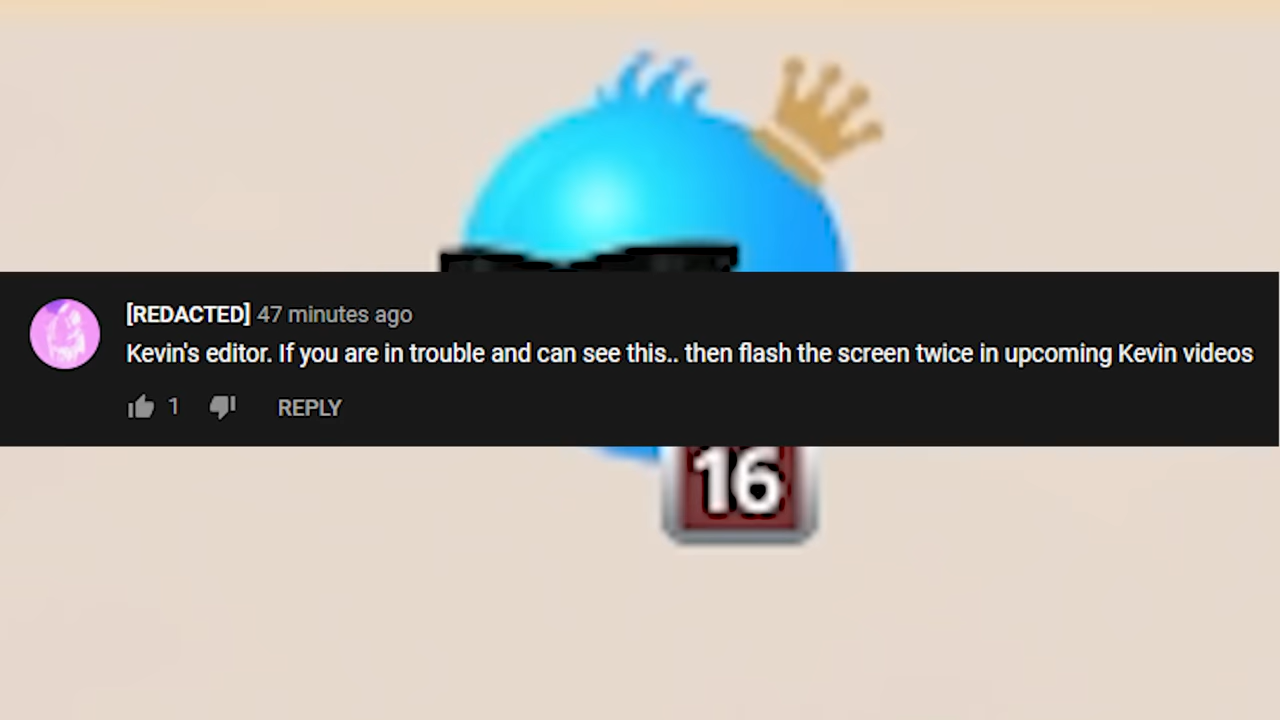 [REDACTED] 47 minutes ago
Kevin's editor. If you are in trouble and can see this.. then flash the screen twice in upcoming Kevin videos
1 REPLY
16